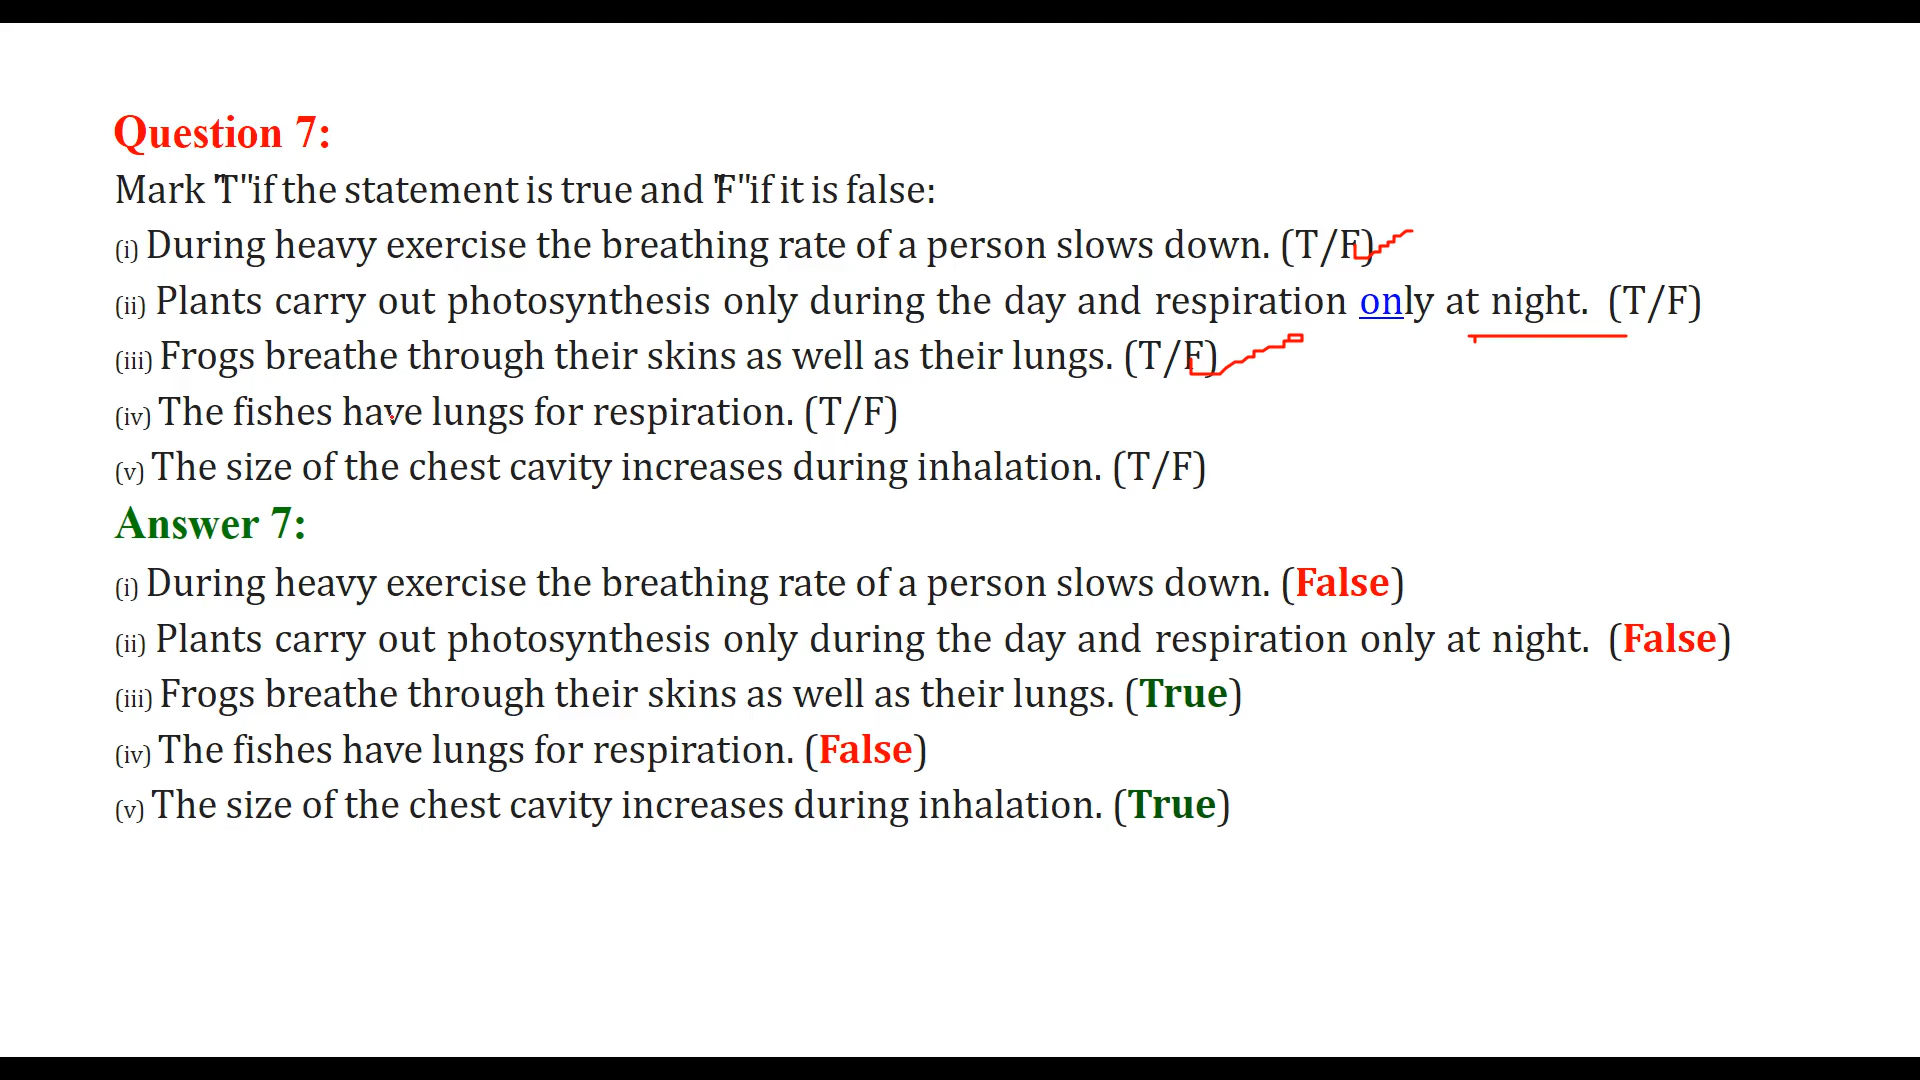 Question 7:
Mark "T" if the statement is true and "F" if it is false:
(i) During heavy exercise the breathing rate of a person slows down. (T/F)
(ii) Plants carry out photosynthesis only during the day and respiration only at night. (T/F)
(iii) Frogs breathe through their skins as well as their lungs. (T/F)
(iv) The fishes have lungs for respiration. (T/F)
(v) The size of the chest cavity increases during inhalation. (T/F)
Answer 7:
(i) During heavy exercise the breathing rate of a person slows down. (False)
(ii) Plants carry out photosynthesis only during the day and respiration only at night. (False)
(iii) Frogs breathe through their skins as well as their lungs. (True)
(iv) The fishes have lungs for respiration. (False)
(v) The size of the chest cavity increases during inhalation. (True)